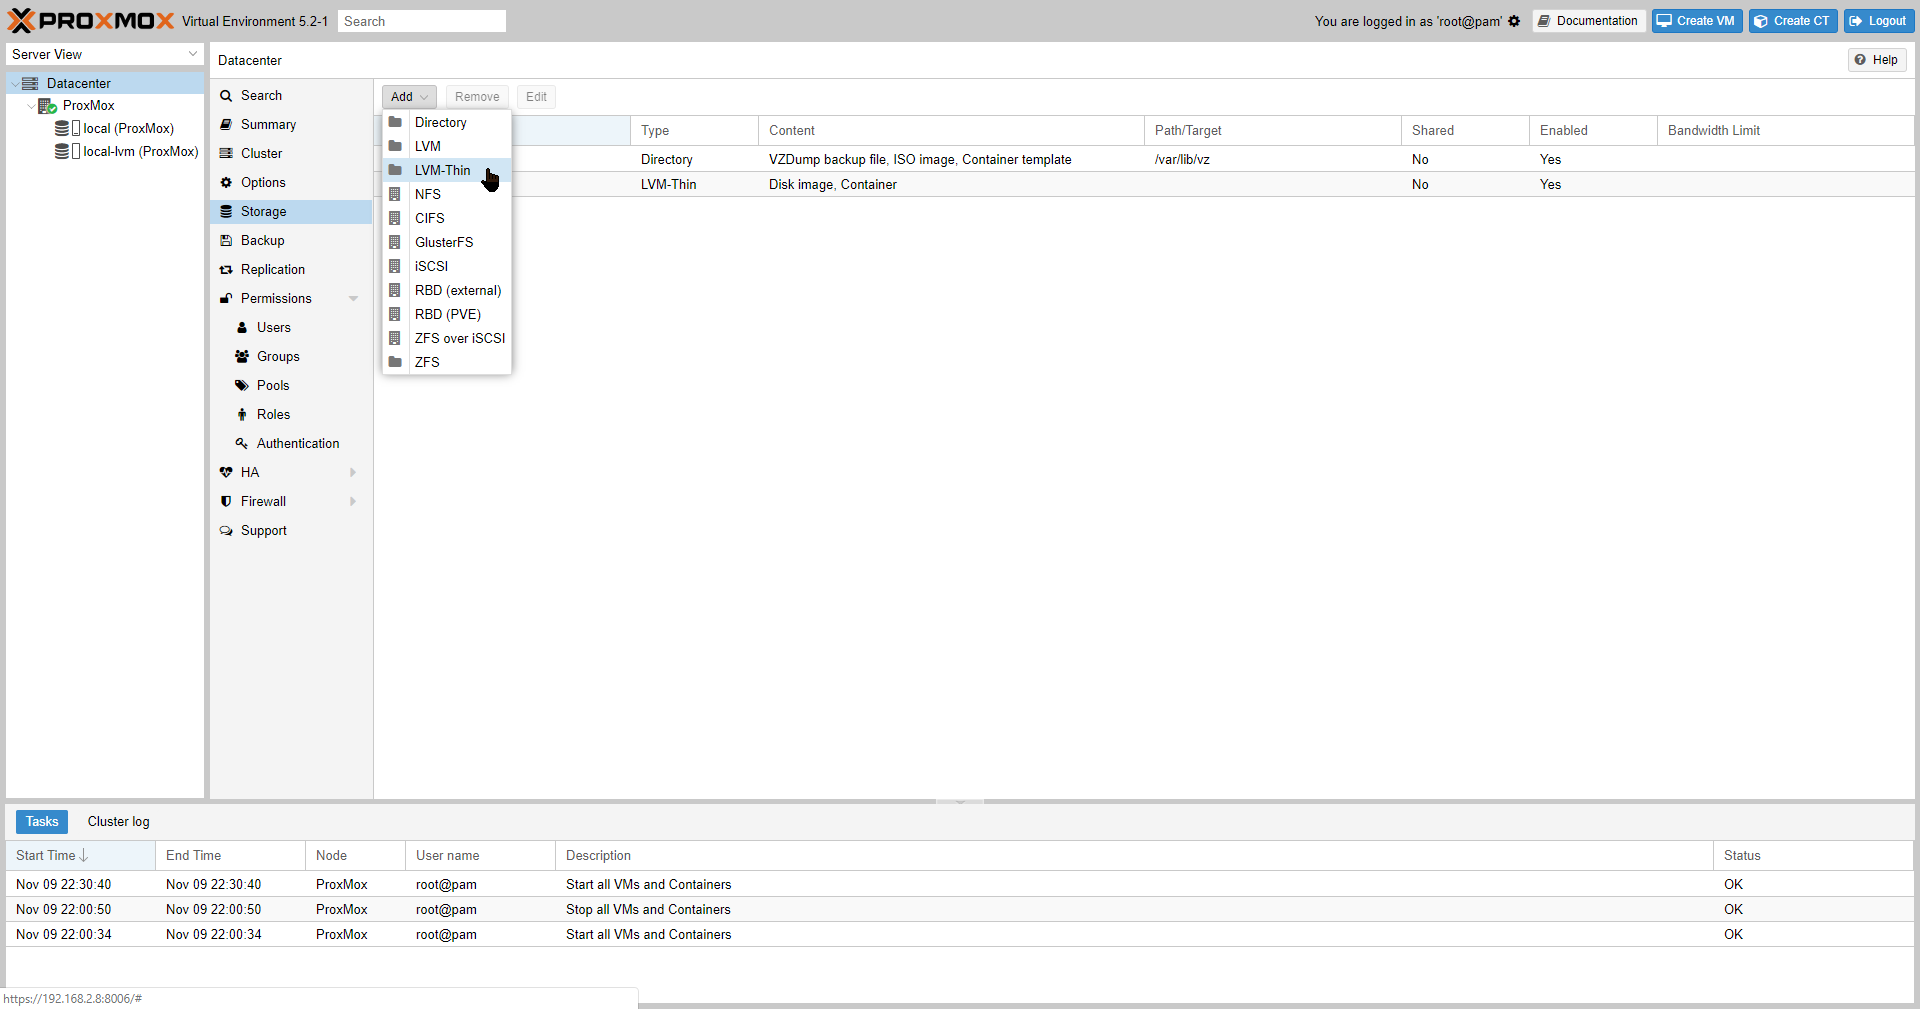 PROXMOX Virtual Environment 5.2-1 Search You are logged in as 'root@pam' Documentation Create VM Create CT Logout
Server View
Datacenter
ProxMox
local (ProxMox)
local-lvm (ProxMox)
Datacenter Help
Search
Summary
Cluster
Options
Storage
Backup
Replication
Permissions
Users
Groups
Pools
Roles
Authentication
HA
Firewall
Support
Add Remove Edit
Directory
LVM
LVM-Thin
NFS
CIFS
GlusterFS
iSCSI
RBD (external)
RBD (PVE)
ZFS over iSCSI
ZFS
Type Content Path/Target Shared Enabled Bandwidth Limit
Directory VZDump backup file, ISO image, Container template /var/lib/vz No Yes
LVM-Thin Disk image, Container No Yes
Tasks Cluster log
Start Time End Time Node User name Description Status
Nov 09 22:30:40 Nov 09 22:30:40 ProxMox root@pam Start all VMs and Containers OK
Nov 09 22:00:50 Nov 09 22:00:50 ProxMox root@pam Stop all VMs and Containers OK
Nov 09 22:00:34 Nov 09 22:00:34 ProxMox root@pam Start all VMs and Containers OK
https://192.168.2.8:8006/#